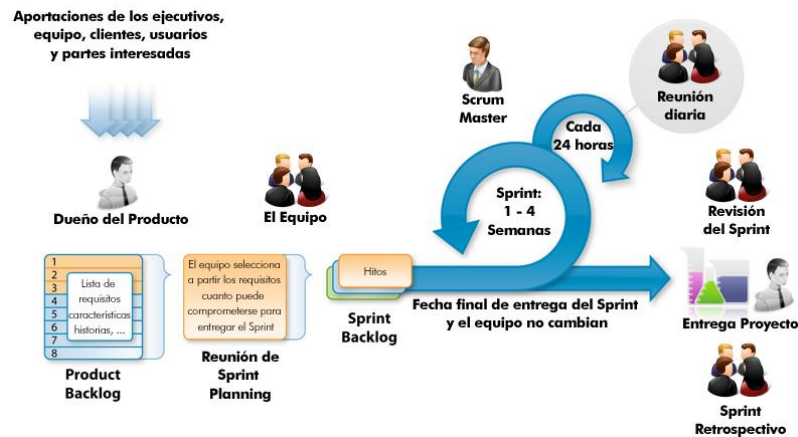 Aportaciones de los ejecutivos,
equipo, clientes, usuarios
y partes interesadas
Dueño del Producto
El Equipo
Scrum
Master
Cada
24 horas
Reunión
diaria
Sprint:
1 - 4
Semanas
Revisión
del Sprint
1
2
3
4
5
6
7
8
Lista de
requisitos
características
historias, ...
Product
Backlog
El equipo selecciona
a partir los requisitos
cuanto puede
comprometerse para
entregar el Sprint
Reunión de
Sprint
Planning
Hitos
Sprint
Backlog
Fecha final de entrega del Sprint
y el equipo no cambian
Entrega Proyecto
Sprint
Retrospectivo